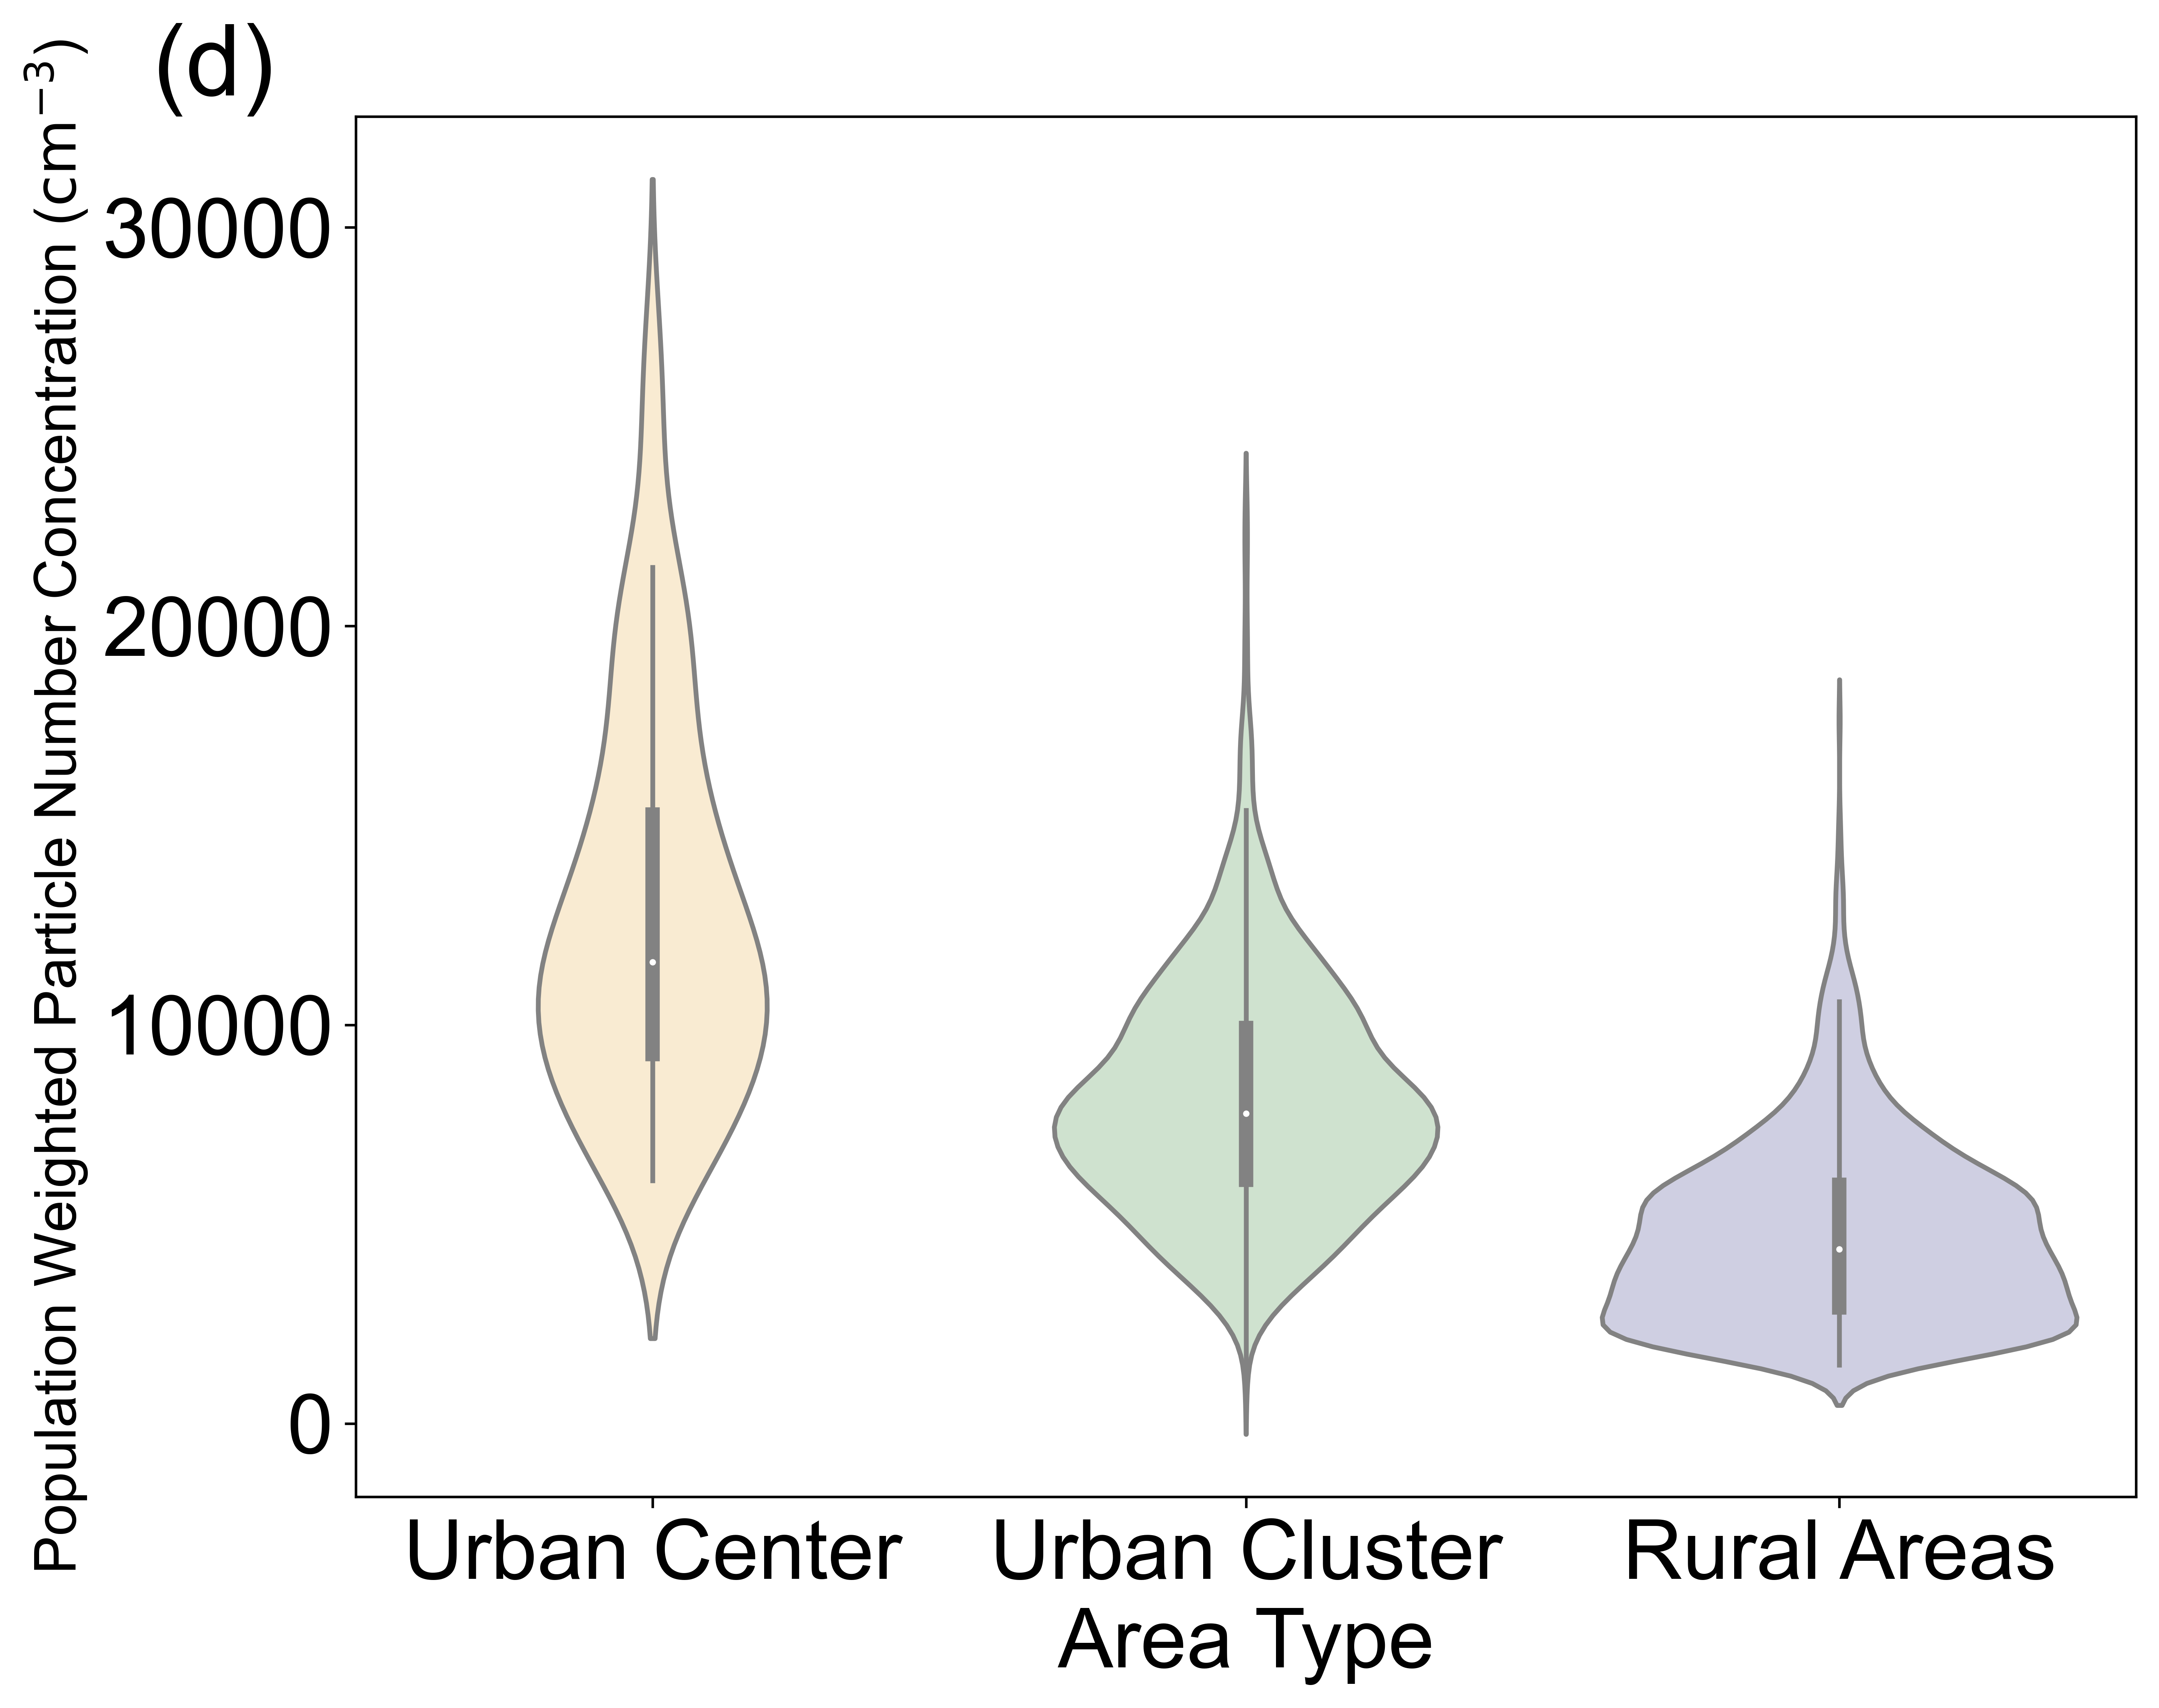 (d)
Population Weighted Particle Number Concentration (cm⁻³)
30000
20000
10000
0
Urban Center
Urban Cluster
Rural Areas
Area Type